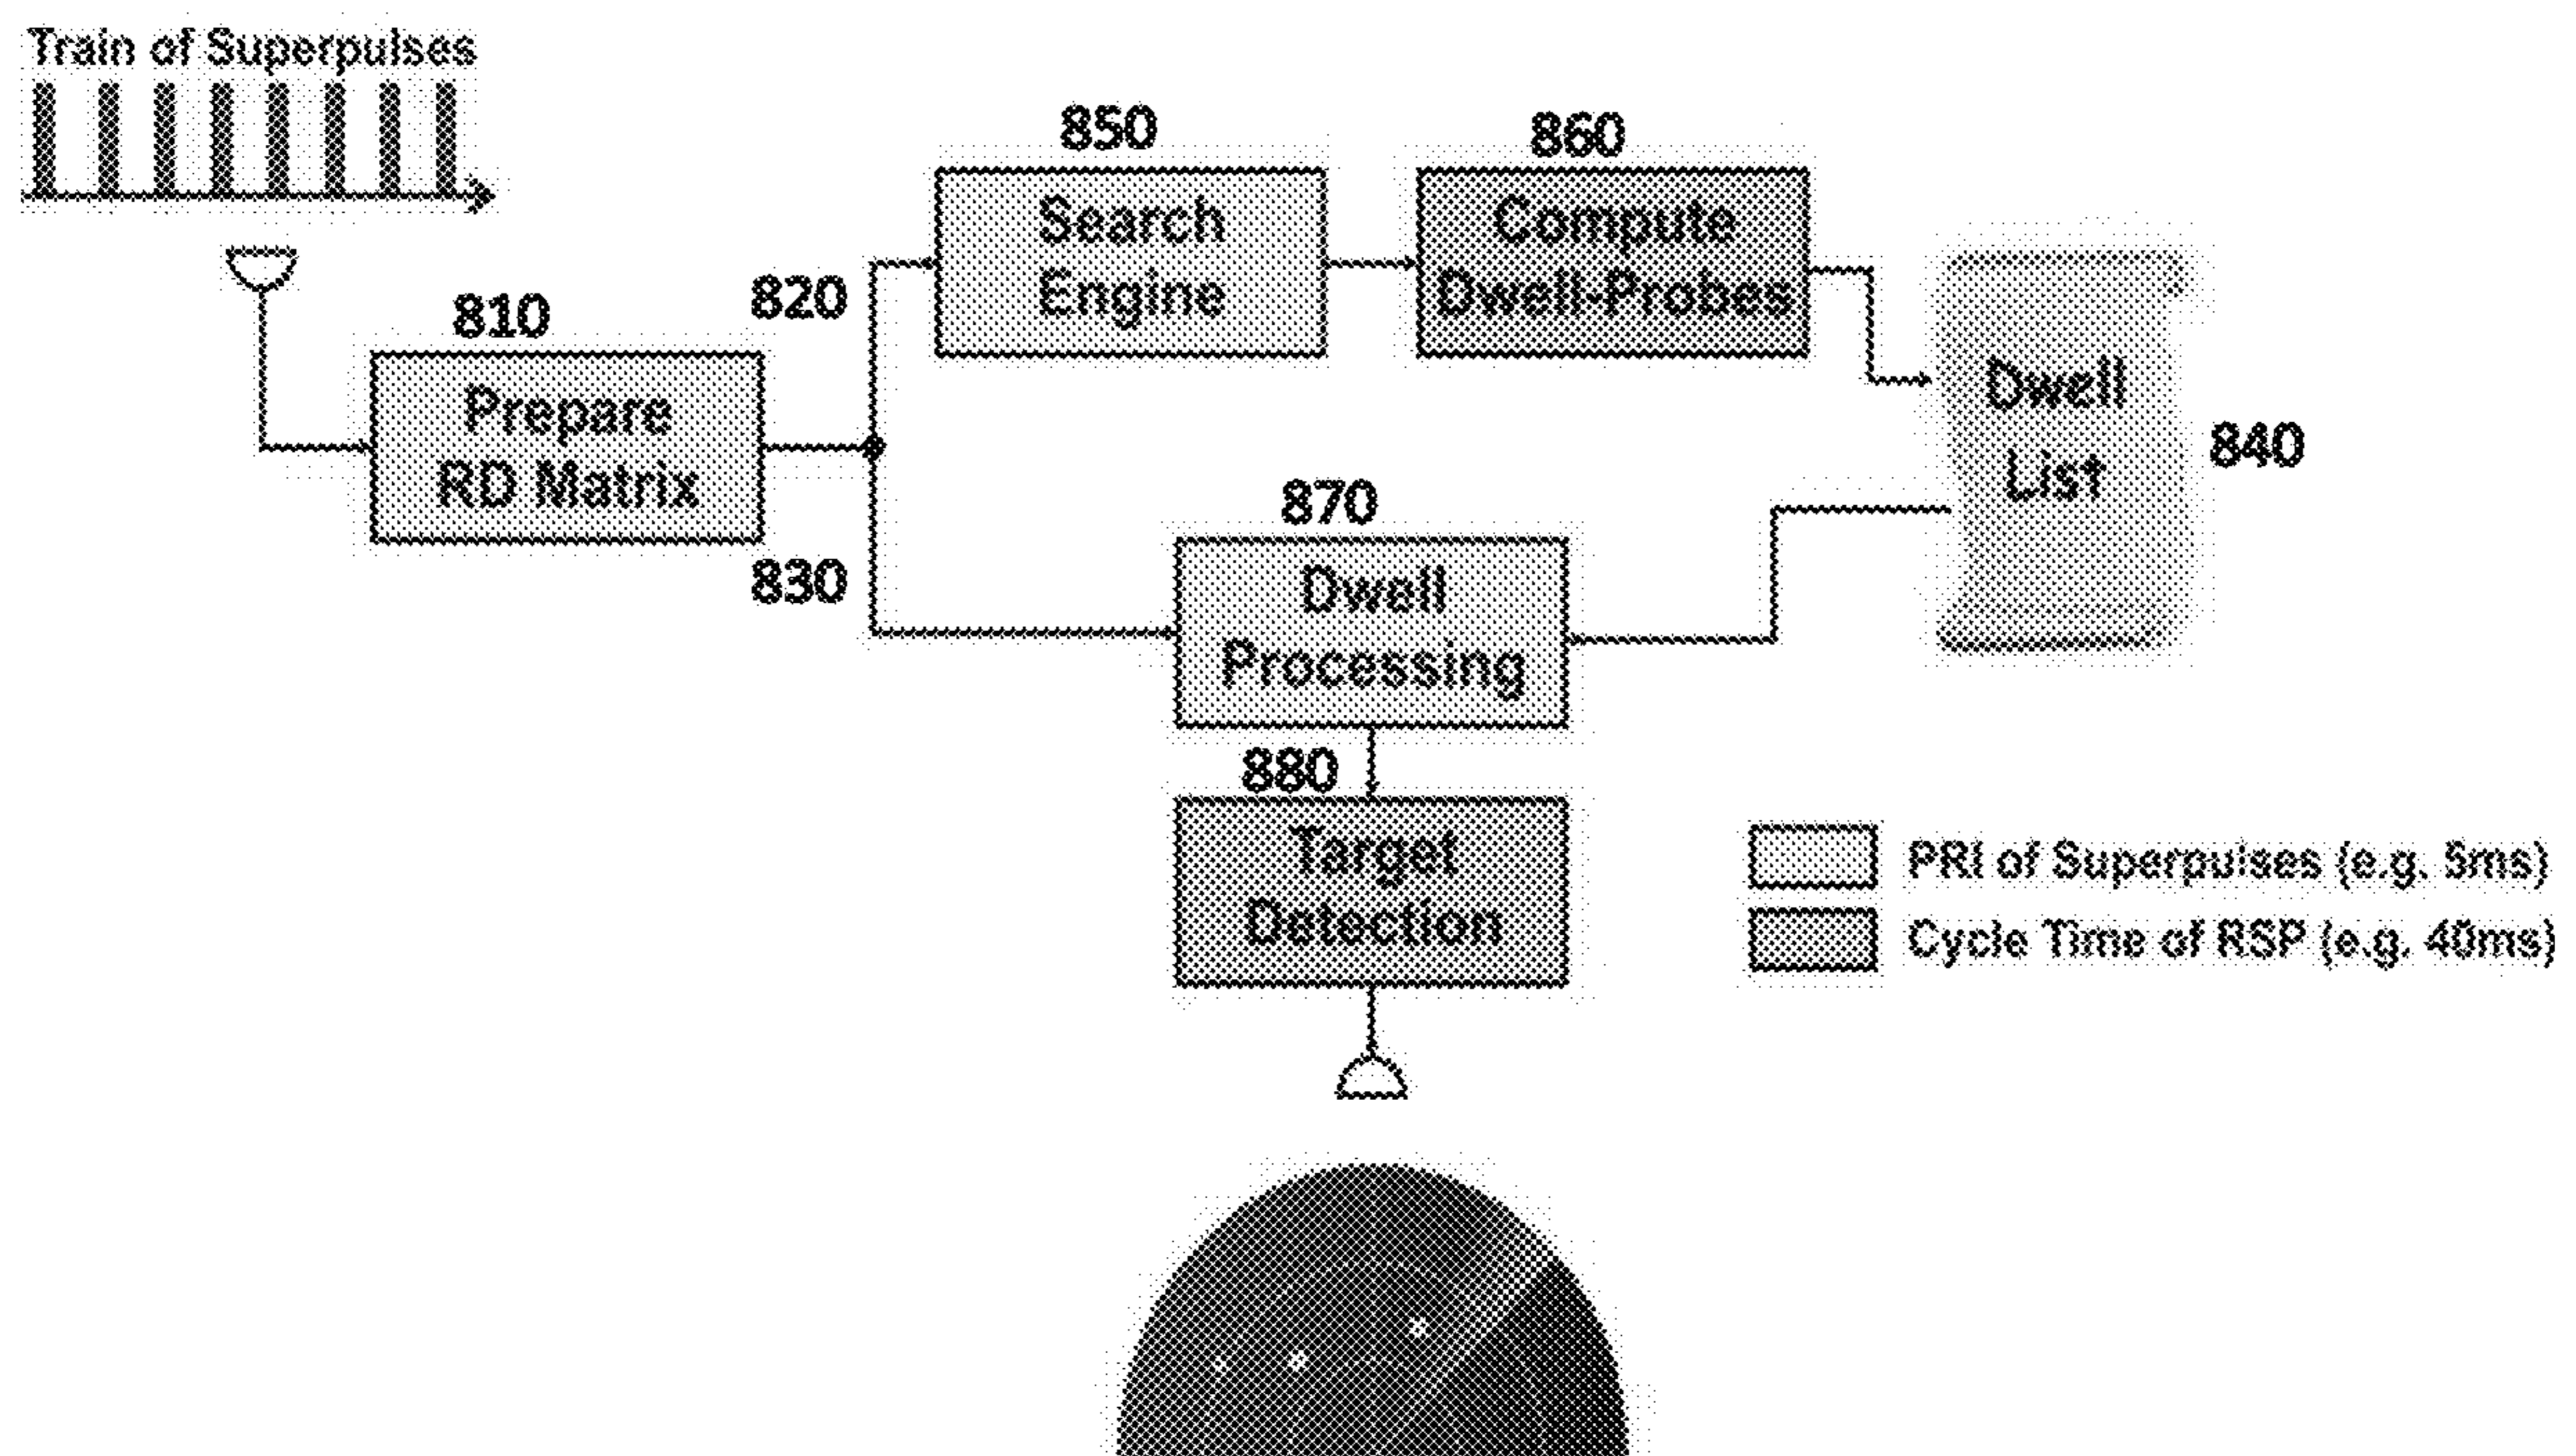 Train of Superpulses
850
860
Search
Engine
Compute
Dwell-Probes
820
810
Prepare
RD Matrix
Dwell
List
840
830
870
Dwell
Processing
880
Target
Detection
PRI of Superpulses (e.g. 5ms)
Cycle Time of RSP (e.g. 40ms)